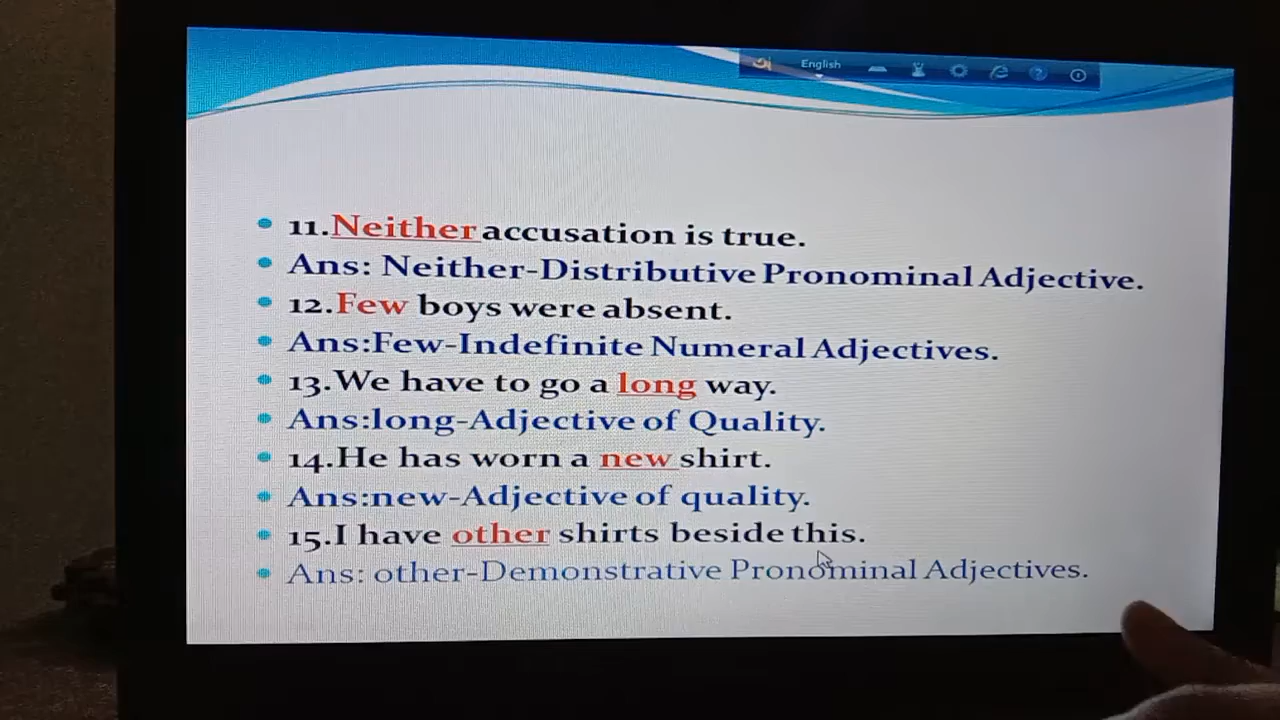 English
11.Neither accusation is true.
Ans: Neither-Distributive Pronominal Adjective.
12.Few boys were absent.
Ans:Few-Indefinite Numeral Adjectives.
13.We have to go a long way.
Ans:long-Adjective of Quality.
14.He has worn a new shirt.
Ans:new-Adjective of quality.
15.I have other shirts beside this.
Ans: other-Demonstrative Pronominal Adjectives.